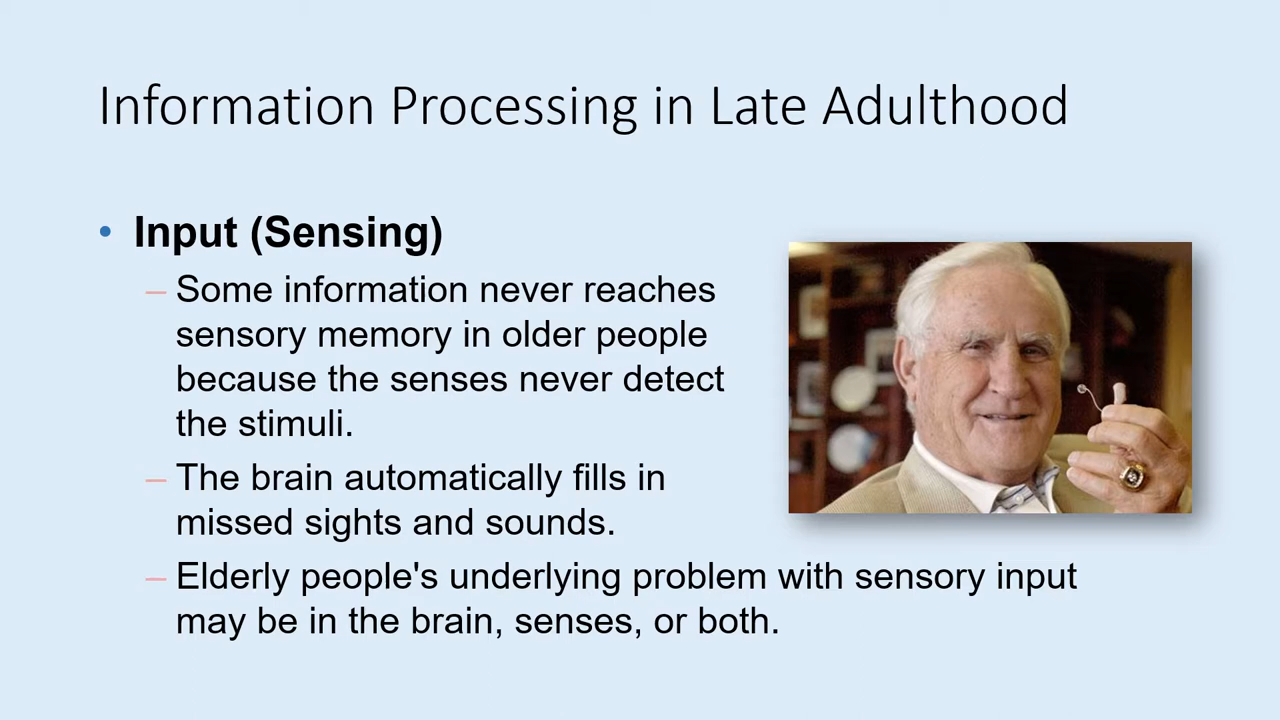 Information Processing in Late Adulthood
• Input (Sensing)
– Some information never reaches
sensory memory in older people
because the senses never detect
the stimuli.
– The brain automatically fills in
missed sights and sounds.
– Elderly people's underlying problem with sensory input
may be in the brain, senses, or both.